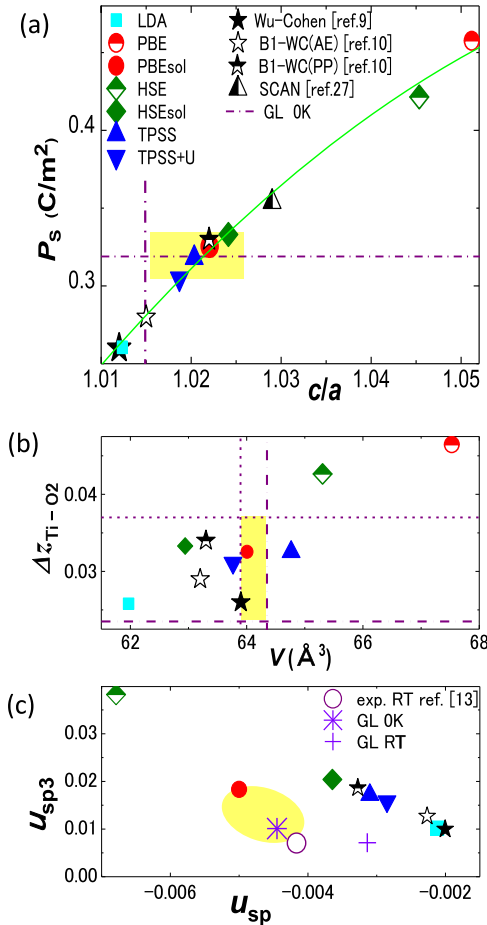 (a)
LDA
PBE
PBEsol
HSE
HSEsol
TPSS
TPSS+U
Wu-Cohen [ref.9]
B1-WC(AE) [ref.10]
B1-WC(PP) [ref.10]
SCAN [ref.27]
GL 0K
0.4
0.3
P_S (C/m²)
1.01 1.02 1.03 1.04 1.05
c/a
(b)
0.04
0.03
Δz_Ti-O2
62 64 66 68
V(Å³)
(c)
exp. RT ref. [13]
GL 0K
GL RT
0.03
0.02
0.01
0.00
u_sp3
−0.006 −0.004 −0.002
u_sp